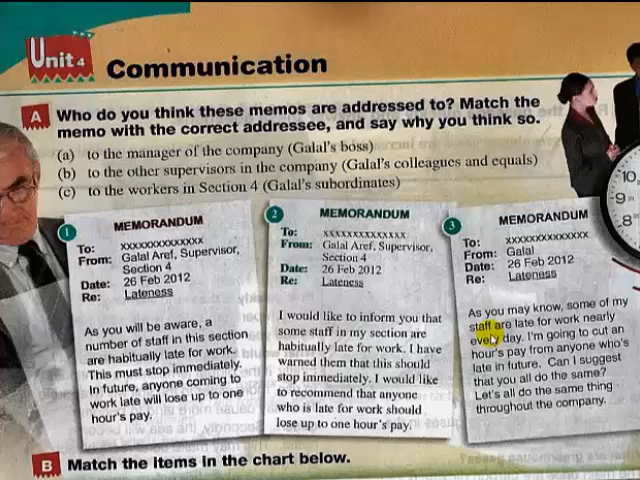 Unit 4
Communication
A Who do you think these memos are addressed to? Match the
memo with the correct addressee, and say why you think so.
(a) to the manager of the company (Galal's boss)
(b) to the other supervisors in the company (Galal's colleagues and equals)
(c) to the workers in Section 4 (Galal's subordinates)
1
MEMORANDUM
To: xxxxxxxxxxxxxx
From: Galal Aref, Supervisor,
Section 4
Date: 26 Feb 2012
Re: Lateness
As you will be aware, a
number of staff in this section
are habitually late for work.
This must stop immediately.
In future, anyone coming to
work late will lose up to one
hour's pay.
2
MEMORANDUM
To: xxxxxxxxxxxxxx
From: Galal Aref, Supervisor,
Section 4
Date: 26 Feb 2012
Re: Lateness
I would like to inform you that
some staff in my section are
habitually late for work. I have
warned them that this should
stop immediately. I would like
to recommend that anyone
who is late for work should
lose up to one hour's pay.
3
MEMORANDUM
To: xxxxxxxxxxxxxx
From: Galal
Date: 26 Feb 2012
Re: Lateness
As you may know, some of my
staff are late for work nearly
every day. I'm going to cut an
hour's pay from anyone who's
late in future. Can I suggest
that you all do the same?
Let's all do the same thing
throughout the company.
10
9
8
B Match the items in the chart below.